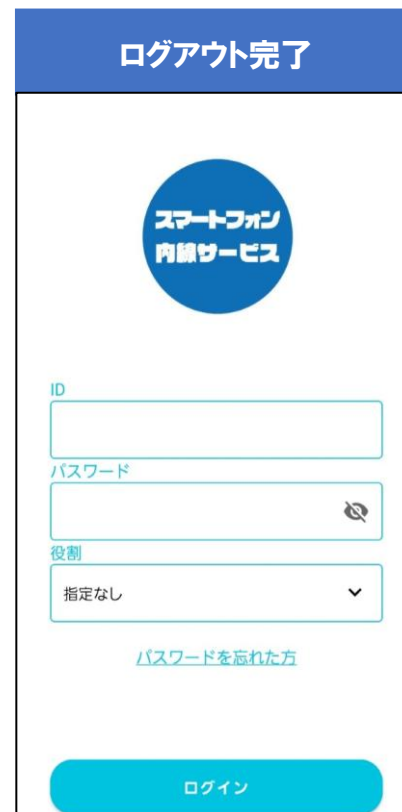 ログアウト完了
スマートフォン
内線サービス
ID
パスワード
役割
指定なし
パスワードを忘れた方
ログイン